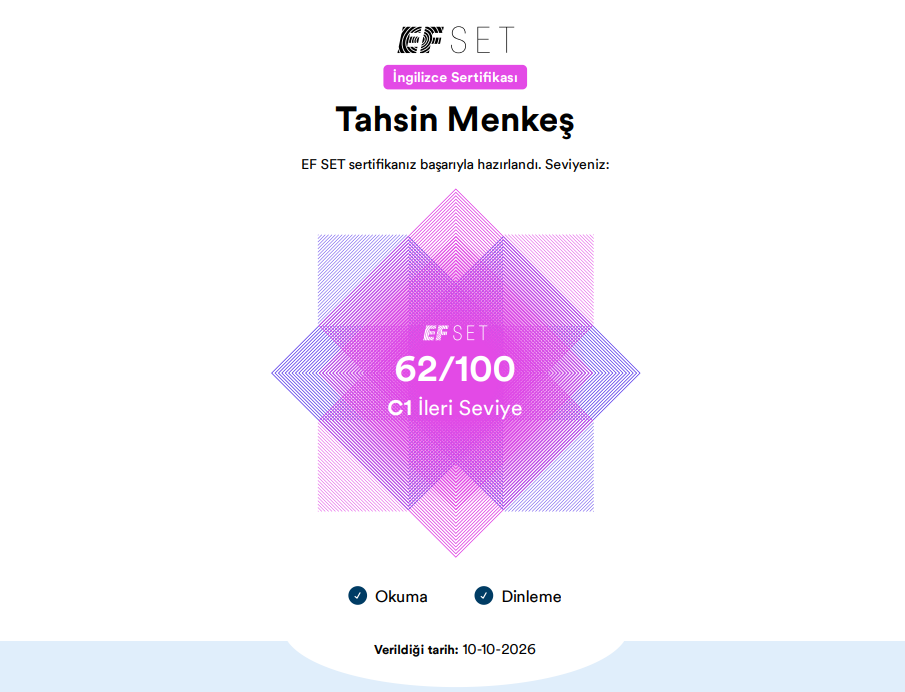 EF SET
İngilizce Sertifikası
Tahsin Menkeş
EF SET sertifikanız başarıyla hazırlandı. Seviyeniz:
EF SET
62/100
C1 İleri Seviye
Okuma
Dinleme
Verildiği tarih: 10-10-2026